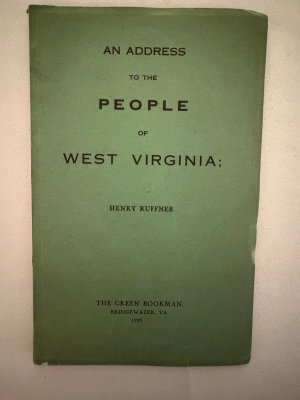 AN ADDRESS
TO THE
PEOPLE
OF
WEST VIRGINIA;
HENRY RUFFNER
THE GREEN BOOKMAN
BRIDGEWATER, VA.